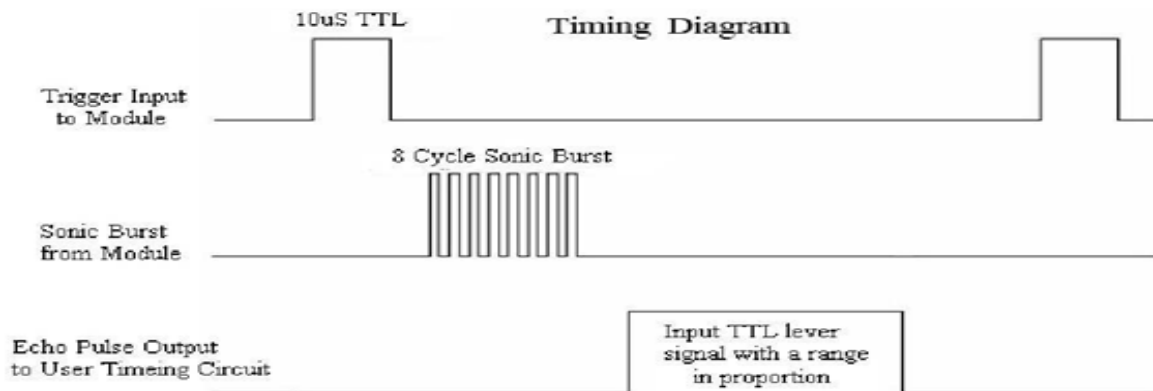 10uS TTL
Timing Diagram
Trigger Input
to Module
8 Cycle Sonic Burst
Sonic Burst
from Module
Echo Pulse Output
to User Timeing Circuit
Input TTL lever
signal with a range
in proportion